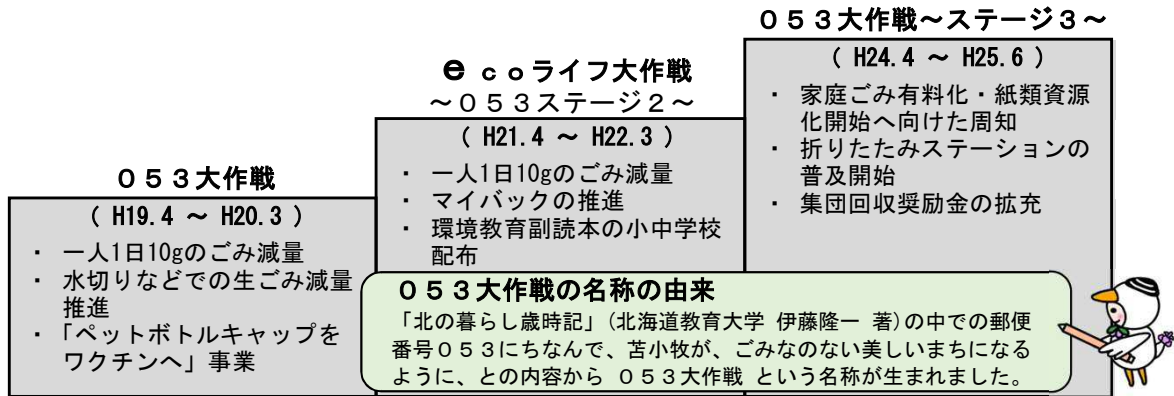 ０５３大作戦
（ H19.4 ～ H20.3 ）
・ 一人1日10gのごみ減量
・ 水切りなどでの生ごみ減量
推進
・ 「ペットボトルキャップを
ワクチンへ」事業
ｅｃｏライフ大作戦
～０５３ステージ２～
（ H21.4 ～ H22.3 ）
・ 一人1日10gのごみ減量
・ マイバックの推進
・ 環境教育副読本の小中学校
配布
０５３大作戦～ステージ３～
（ H24.4 ～ H25.6 ）
・ 家庭ごみ有料化・紙類資源
化開始へ向けた周知
・ 折りたたみステーションの
普及開始
・ 集団回収奨励金の拡充
０５３大作戦の名称の由来
「北の暮らし歳時記」(北海道教育大学 伊藤隆一 著)の中での郵便
番号０５３にちなんで、苫小牧が、ごみなのない美しいまちになる
ように、との内容から ０５３大作戦 という名称が生まれました。